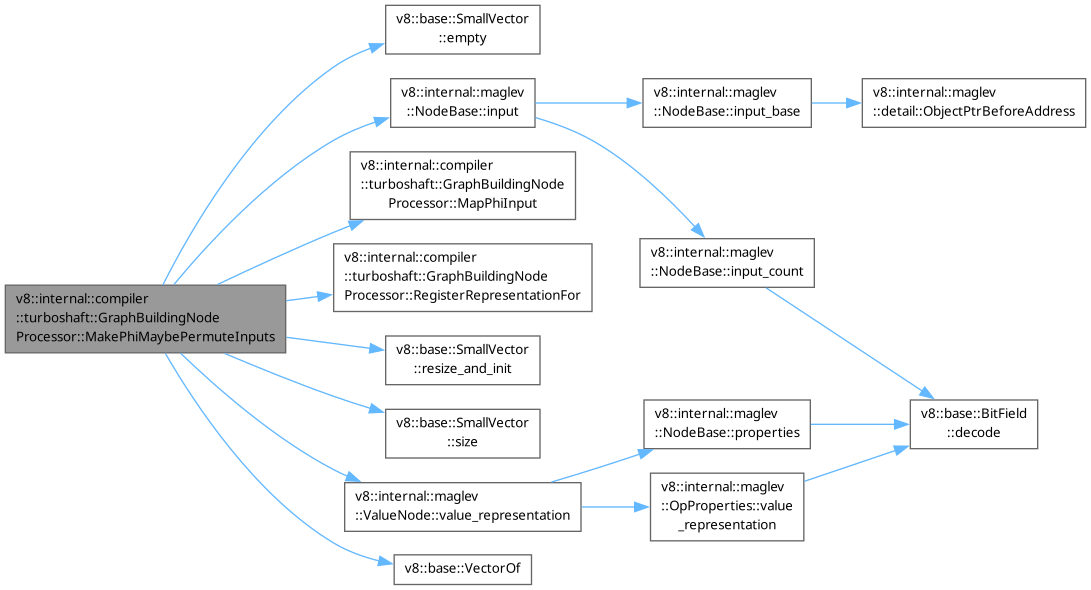 v8::base::SmallVector
::empty
v8::internal::maglev
::NodeBase::input
v8::internal::maglev
::NodeBase::input_base
v8::internal::maglev
::detail::ObjectPtrBeforeAddress
v8::internal::compiler
::turboshaft::GraphBuildingNode
Processor::MapPhiInput
v8::internal::maglev
::NodeBase::input_count
v8::internal::compiler
::turboshaft::GraphBuildingNode
Processor::RegisterRepresentationFor
v8::internal::compiler
::turboshaft::GraphBuildingNode
Processor::MakePhiMaybePermuteInputs
v8::base::SmallVector
::resize_and_init
v8::base::SmallVector
::size
v8::internal::maglev
::NodeBase::properties
v8::base::BitField
::decode
v8::internal::maglev
::ValueNode::value_representation
v8::internal::maglev
::OpProperties::value
_representation
v8::base::VectorOf